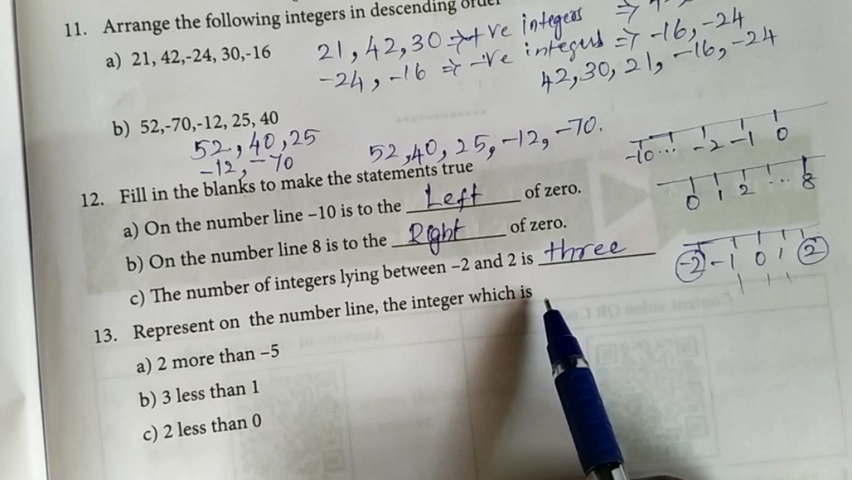 11. Arrange the following integers in descending order
a) 21, 42,-24, 30,-16
21, 42, 30 ⇒ +ve integers ⇒
-24, -16 ⇒ -ve integers ⇒ -16, -24
42, 30, 21, -16, -24
b) 52,-70,-12, 25, 40
52, 40, 25
-12, -70
52, 40, 25, -12, -70.
12. Fill in the blanks to make the statements true
a) On the number line –10 is to the Left of zero.
-10... -2 -1 0
b) On the number line 8 is to the Right of zero.
0 1 2 ... 8
c) The number of integers lying between –2 and 2 is three
-2 -1 0 1 2
13. Represent on the number line, the integer which is
a) 2 more than –5
b) 3 less than 1
c) 2 less than 0